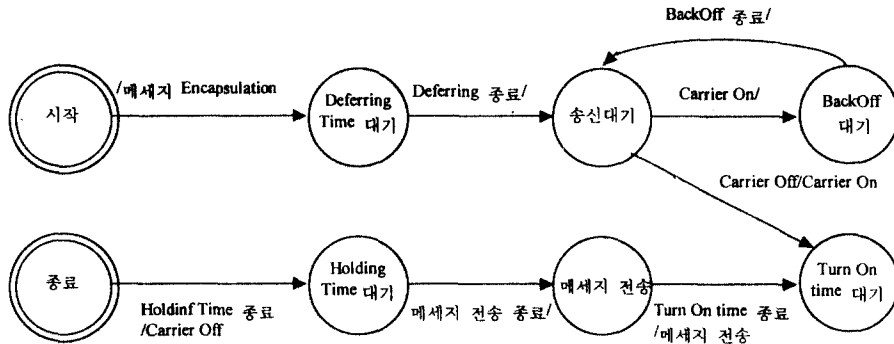 BackOff 종료/
/메세지 Encapsulation
Deferring 종료/
Carrier On/
시작
Deferring
Time 대기
송신대기
BackOff
대기
Carrier Off/Carrier On
종료
Holding
Time 대기
메세지 전송
Turn On
time 대기
Holdinf Time 종료
/Carrier Off
메세지 전송 종료/
Turn On time 종료
/메세지 전송